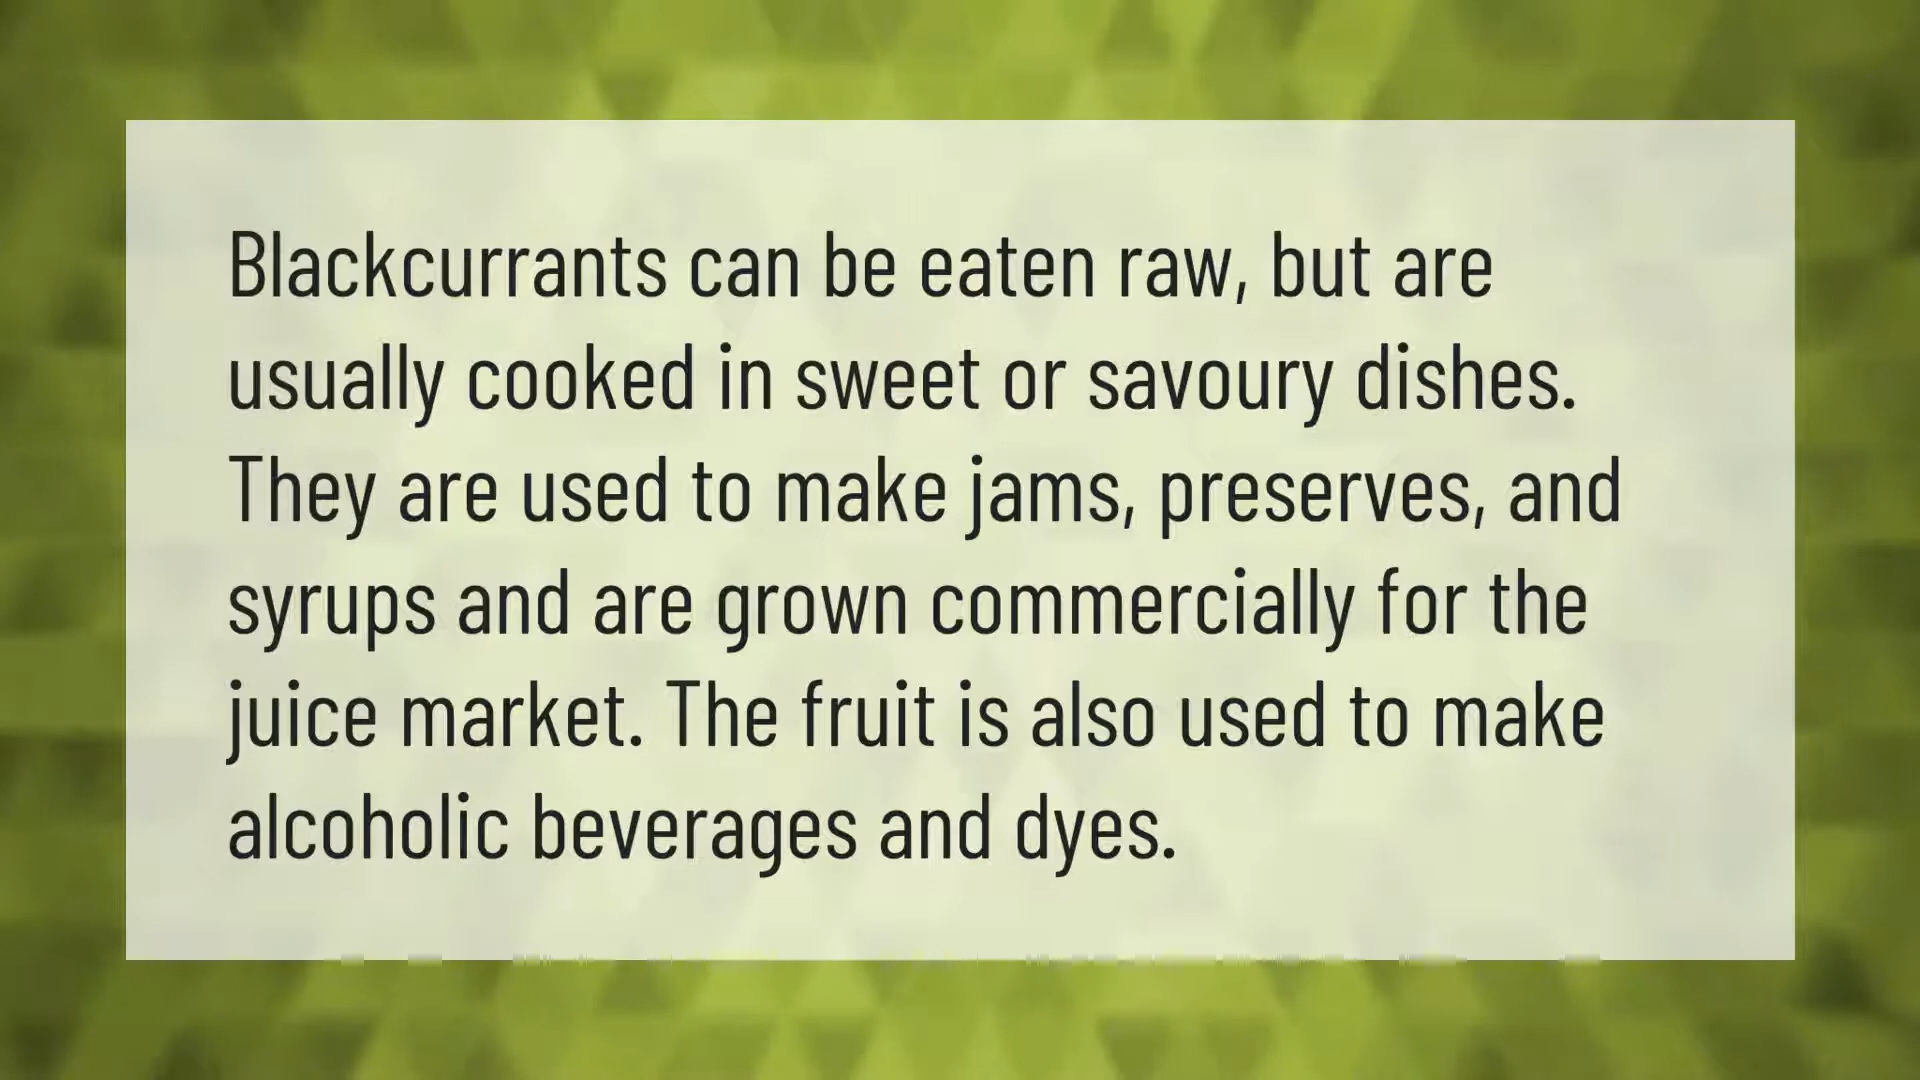 Blackcurrants can be eaten raw, but are
usually cooked in sweet or savoury dishes.
They are used to make jams, preserves, and
syrups and are grown commercially for the
juice market. The fruit is also used to make
alcoholic beverages and dyes.